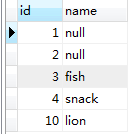 id name
1 null
2 null
3 fish
4 snack
10 lion